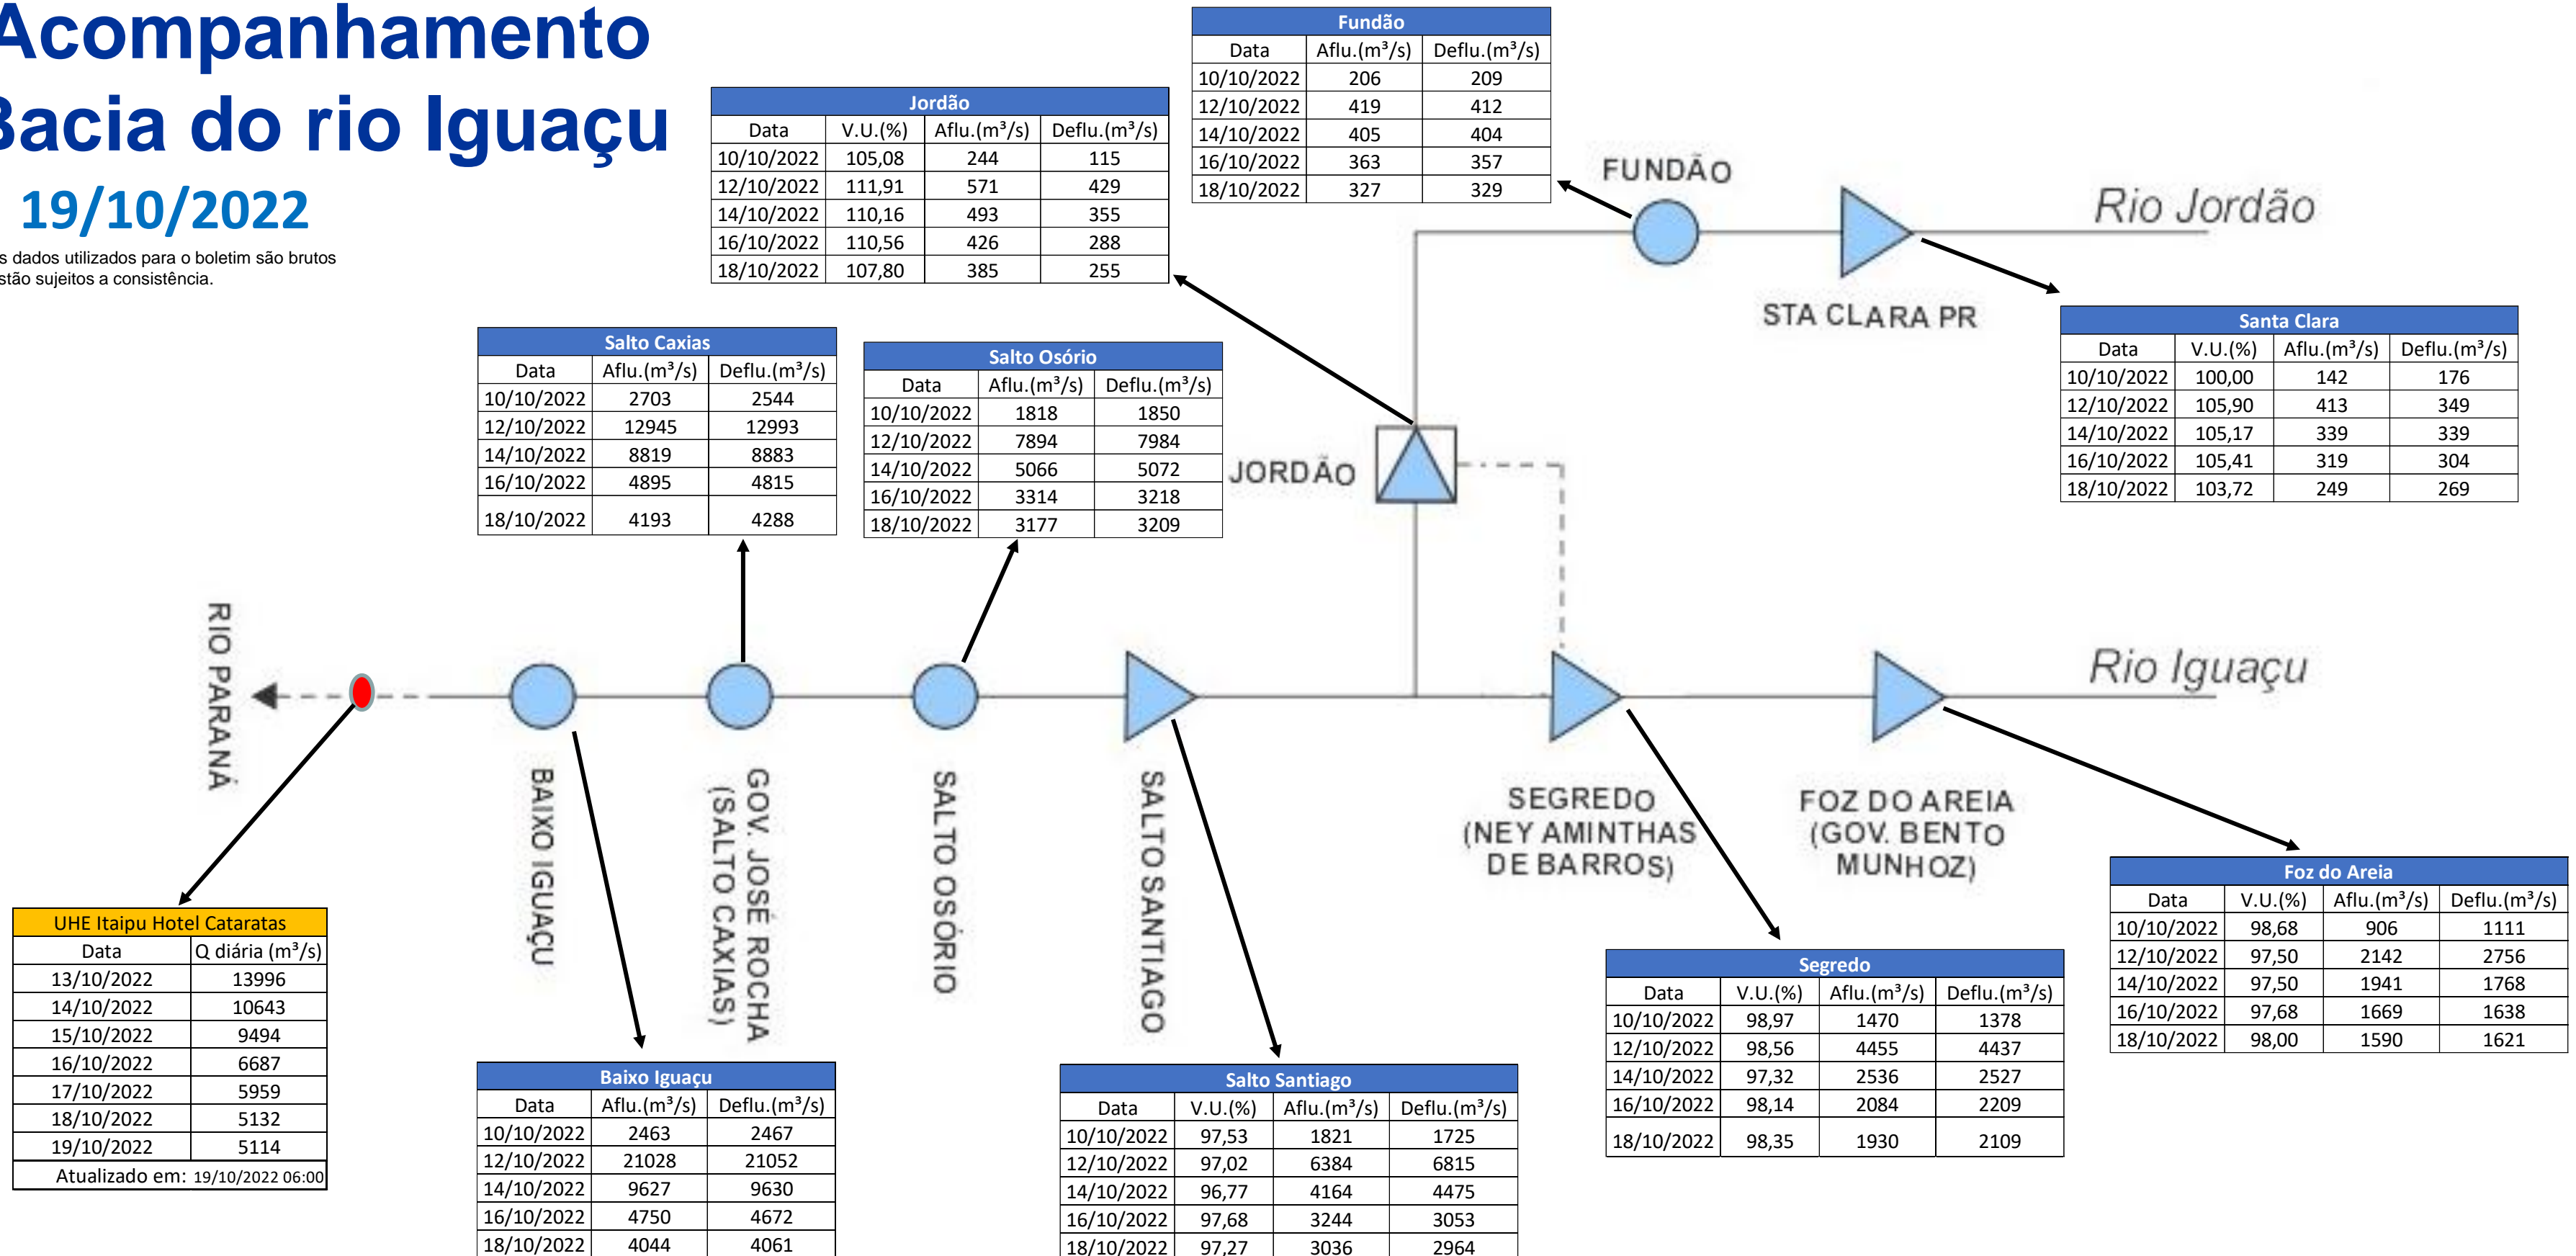 Acompanhamento
Bacia do rio Iguaçu
19/10/2022
s dados utilizados para o boletim são brutos
stão sujeitos a consistência.
Fundão
Data Aflu.(m³/s) Deflu.(m³/s)
10/10/2022 206 209
12/10/2022 419 412
14/10/2022 405 404
16/10/2022 363 357
18/10/2022 327 329
Jordão
Data V.U.(%) Aflu.(m³/s) Deflu.(m³/s)
10/10/2022 105,08 244 115
12/10/2022 111,91 571 429
14/10/2022 110,16 493 355
16/10/2022 110,56 426 288
18/10/2022 107,80 385 255
FUNDÃO
Rio Jordão
STA CLARA PR
Santa Clara
Data V.U.(%) Aflu.(m³/s) Deflu.(m³/s)
10/10/2022 100,00 142 176
12/10/2022 105,90 413 349
14/10/2022 105,17 339 339
16/10/2022 105,41 319 304
18/10/2022 103,72 249 269
Salto Caxias
Data Aflu.(m³/s) Deflu.(m³/s)
10/10/2022 2703 2544
12/10/2022 12945 12993
14/10/2022 8819 8883
16/10/2022 4895 4815
18/10/2022 4193 4288
Salto Osório
Data Aflu.(m³/s) Deflu.(m³/s)
10/10/2022 1818 1850
12/10/2022 7894 7984
14/10/2022 5066 5072
16/10/2022 3314 3218
18/10/2022 3177 3209
JORDÃO
RIO PARANÁ
Rio Iguaçu
BAIXO IGUAÇU
GOV. JOSÉ ROCHA
(SALTO CAXIAS)
SALTO OSÓRIO
SALTO SANTIAGO
SEGREDO
(NEY AMINTHAS
DE BARROS)
FOZ DO AREIA
(GOV. BENTO
MUNHOZ)
Foz do Areia
Data V.U.(%) Aflu.(m³/s) Deflu.(m³/s)
10/10/2022 98,68 906 1111
12/10/2022 97,50 2142 2756
14/10/2022 97,50 1941 1768
16/10/2022 97,68 1669 1638
18/10/2022 98,00 1590 1621
UHE Itaipu Hotel Cataratas
Data Q diária (m³/s)
13/10/2022 13996
14/10/2022 10643
15/10/2022 9494
16/10/2022 6687
17/10/2022 5959
18/10/2022 5132
19/10/2022 5114
Atualizado em: 19/10/2022 06:00
Segredo
Data V.U.(%) Aflu.(m³/s) Deflu.(m³/s)
10/10/2022 98,97 1470 1378
12/10/2022 98,56 4455 4437
14/10/2022 97,32 2536 2527
16/10/2022 98,14 2084 2209
18/10/2022 98,35 1930 2109
Baixo Iguaçu
Data Aflu.(m³/s) Deflu.(m³/s)
10/10/2022 2463 2467
12/10/2022 21028 21052
14/10/2022 9627 9630
16/10/2022 4750 4672
18/10/2022 4044 4061
Salto Santiago
Data V.U.(%) Aflu.(m³/s) Deflu.(m³/s)
10/10/2022 97,53 1821 1725
12/10/2022 97,02 6384 6815
14/10/2022 96,77 4164 4475
16/10/2022 97,68 3244 3053
18/10/2022 97,27 3036 2964